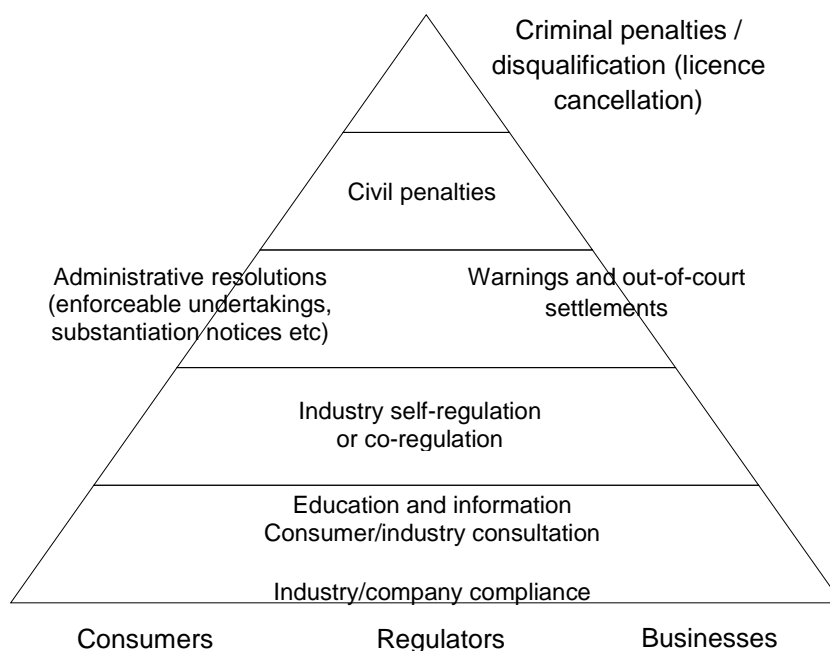 Criminal penalties /
disqualification (licence
cancellation)
Civil penalties
Administrative resolutions
(enforceable undertakings,
substantiation notices etc)
Warnings and out-of-court
settlements
Industry self-regulation
or co-regulation
Education and information
Consumer/industry consultation
Industry/company compliance
Consumers
Regulators
Businesses